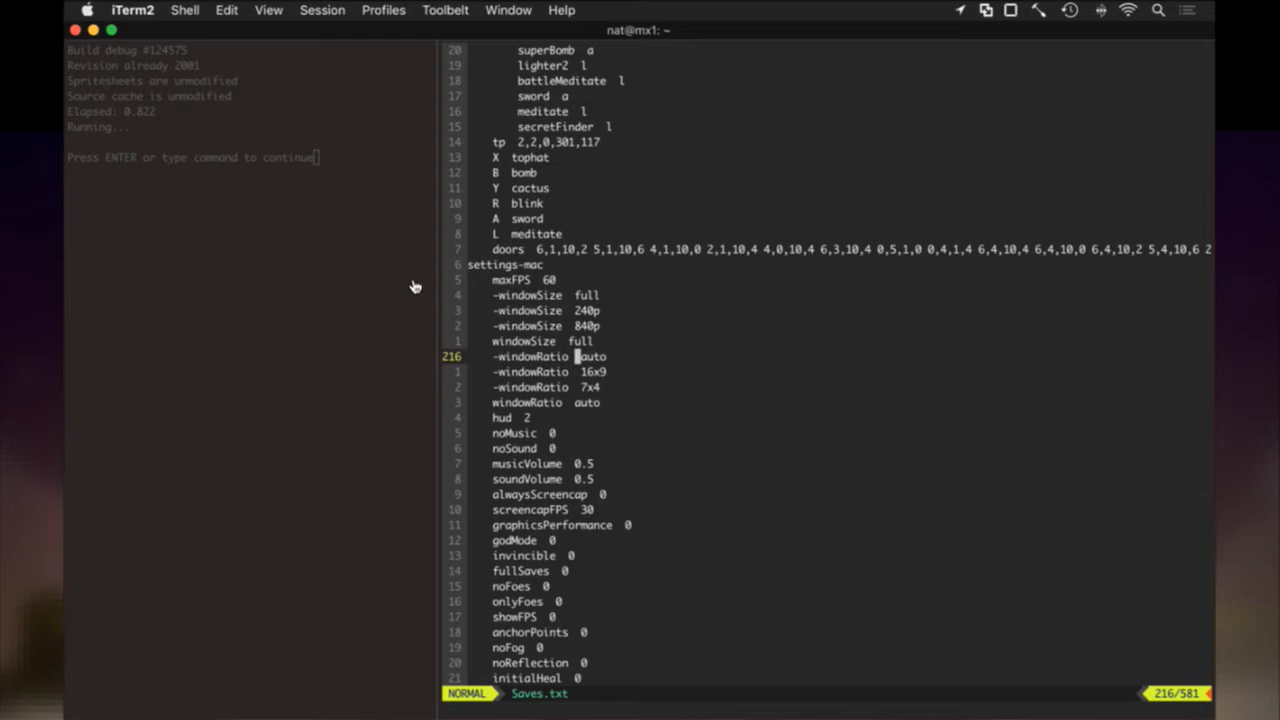 iTerm2 Shell Edit View Session Profiles Toolbelt Window Help
nat@mx1: ~
Build debug #124575
Revision already 2001
Spritesheets are unmodified
Source cache is unmodified
Elapsed: 0.822
Running...
Press ENTER or type command to continue
20 superBomb a
19 lighter2 l
18 battleMeditate l
17 sword a
16 meditate l
15 secretFinder l
14 tp 2,2,0,301,117
13 X tophat
12 B bomb
11 Y cactus
10 R blink
9 A sword
8 L meditate
7 doors 6,1,10,2 5,1,10,6 4,1,10,0 2,1,10,4 4,0,10,4 6,3,10,4 0,5,1,0 0,4,1,4 6,4,10,4 6,4,10,0 6,4,10,2 5,4,10,6 2
6 settings-mac
5 maxFPS 60
4 -windowSize full
3 -windowSize 240p
2 -windowSize 840p
1 windowSize full
216 -windowRatio auto
1 -windowRatio 16x9
2 -windowRatio 7x4
3 windowRatio auto
4 hud 2
5 noMusic 0
6 noSound 0
7 musicVolume 0.5
8 soundVolume 0.5
9 alwaysScreencap 0
10 screencapFPS 30
11 graphicsPerformance 0
12 godMode 0
13 invincible 0
14 fullSaves 0
15 noFoes 0
16 onlyFoes 0
17 showFPS 0
18 anchorPoints 0
19 noFog 0
20 noReflection 0
21 initialHeal 0
NORMAL Saves.txt 216/581